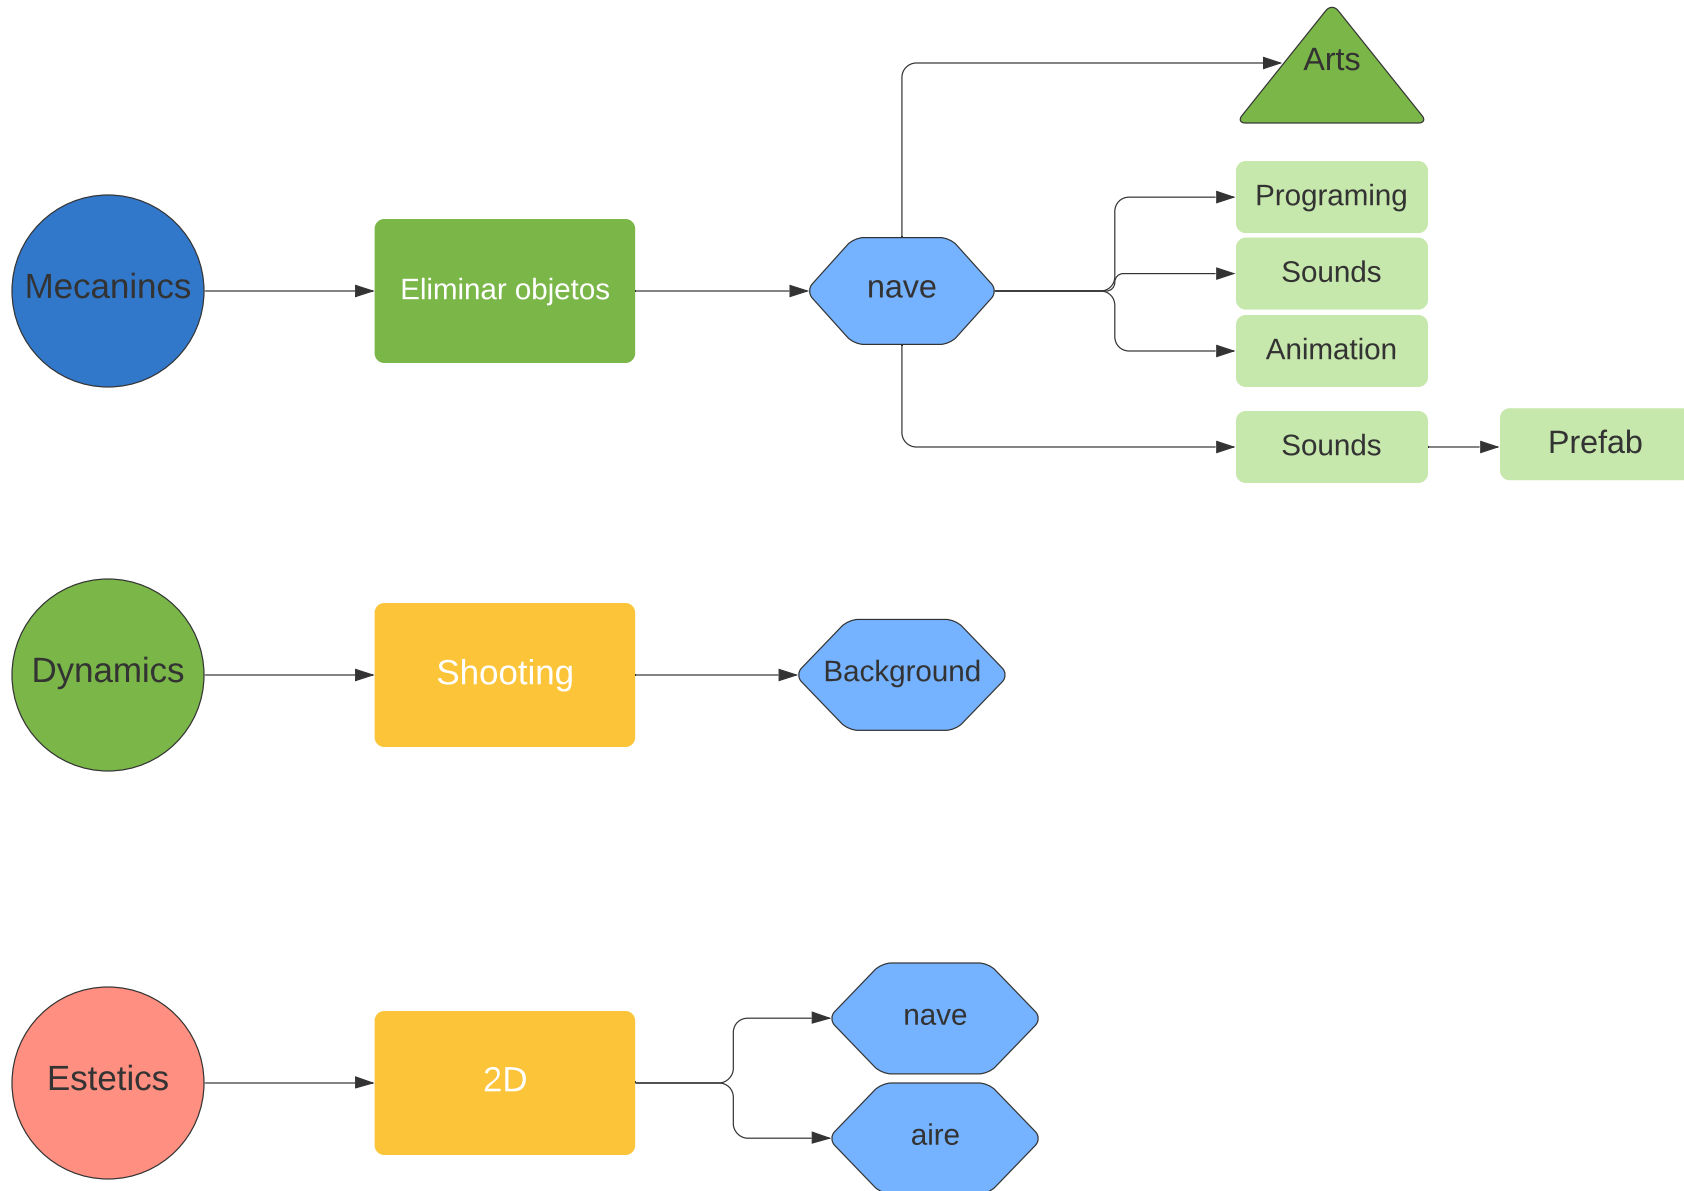 Arts
Programing
Mecanincs
Eliminar objetos
nave
Sounds
Animation
Sounds
Prefab
Dynamics
Shooting
Background
Estetics
2D
nave
aire